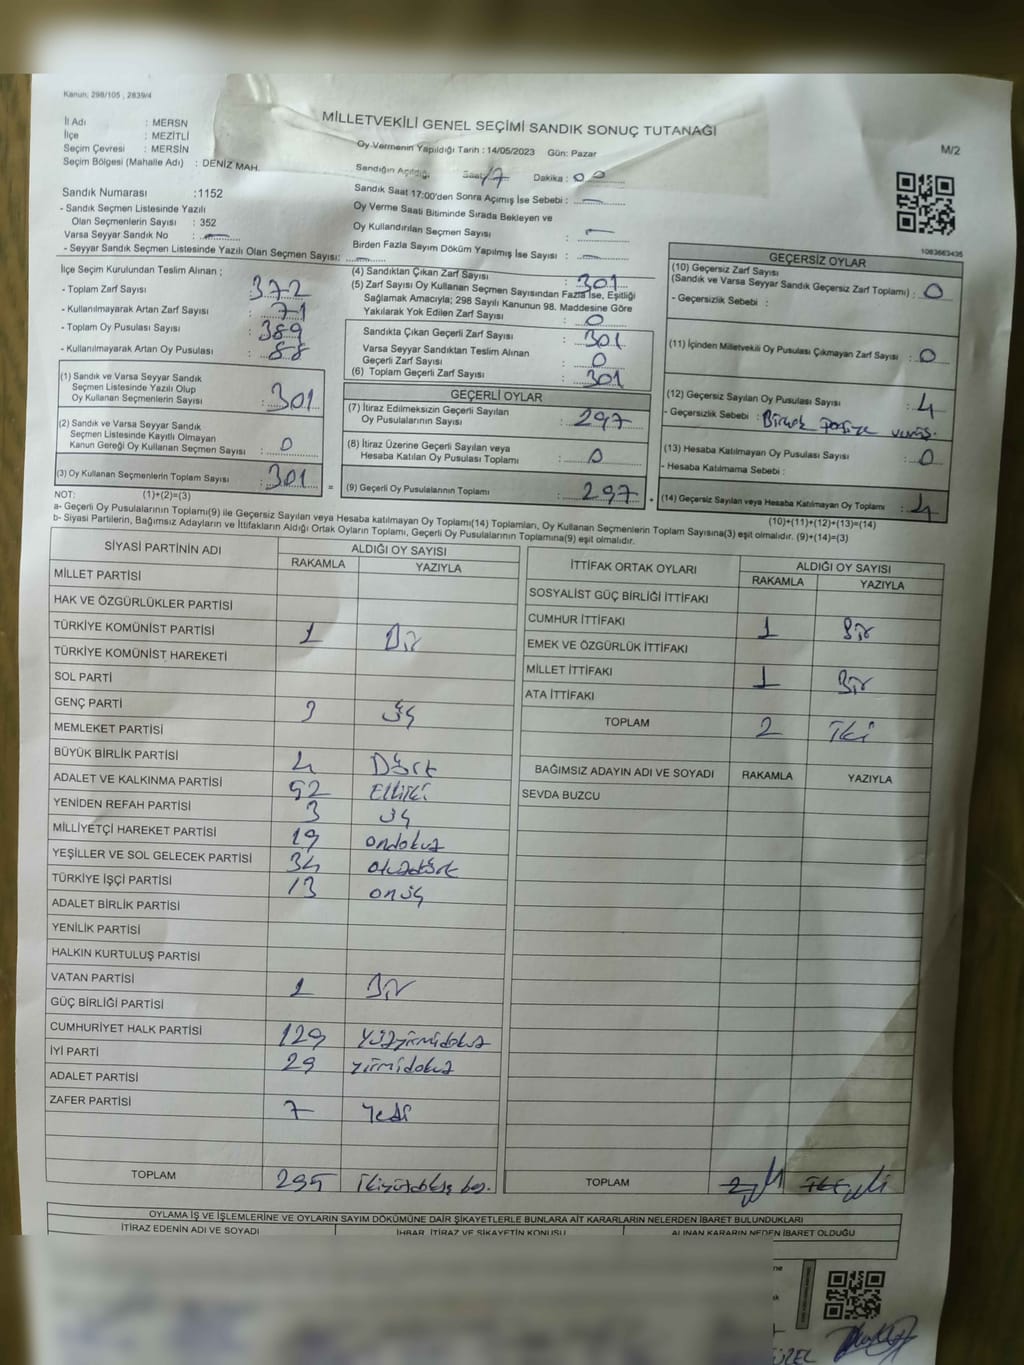 Kanun: 298/105 , 2839/4
MİLLETVEKİLİ GENEL SEÇİMİ SANDIK SONUÇ TUTANAĞI
M/2
İl Adı : MERSN
İlçe : MEZİTLİ
Seçim Çevresi : MERSİN
Seçim Bölgesi (Mahalle Adı) : DENİZ MAH.
Oy Vermenin Yapıldığı Tarih : 14/05/2023 Gün: Pazar
Sandığın Açıldığı Saat 17 Dakika : 00
Sandık Saat 17:00'den Sonra Açımış İse Sebebi : —
Oy Verme Saati Bitiminde Sırada Bekleyen ve
Oy Kullandırılan Seçmen Sayısı : —
Birden Fazla Sayım Döküm Yapılmış İse Sayısı : —
Sandık Numarası :1152
- Sandık Seçmen Listesinde Yazılı
Olan Seçmenlerin Sayısı : 352
Varsa Seyyar Sandık No : —
- Seyyar Sandık Seçmen Listesinde Yazılı Olan Seçmen Sayısı: —
1083663435
İlçe Seçim Kurulundan Teslim Alınan ;
- Toplam Zarf Sayısı : 372
- Kullanılmayarak Artan Zarf Sayısı : 71
- Toplam Oy Pusulası Sayısı : 389
- Kullanılmayarak Artan Oy Pusulası : 88
(1) Sandık ve Varsa Seyyar Sandık
Seçmen Listesinde Yazılı Olup
Oy Kullanan Seçmenlerin Sayısı : 301
(2) Sandık ve Varsa Seyyar Sandık
Seçmen Listesinde Kayıtlı Olmayan
Kanun Gereği Oy Kullanan Seçmen Sayısı : 0
(3) Oy Kullanan Seçmenlerin Toplam Sayısı : 301
(4) Sandıktan Çıkan Zarf Sayısı : 301
(5) Zarf Sayısı Oy Kullanan Seçmen Sayısından Fazla İse, Eşitliği
Sağlamak Amacıyla; 298 Sayılı Kanunun 98. Maddesine Göre
Yakılarak Yok Edilen Zarf Sayısı : 0
Sandıkta Çıkan Geçerli Zarf Sayısı : 301
Varsa Seyyar Sandıktan Teslim Alınan
Geçerli Zarf Sayısı : 0
(6) Toplam Geçerli Zarf Sayısı : 301
GEÇERLİ OYLAR
(7) İtiraz Edilmeksizin Geçerli Sayılan
Oy Pusulalarının Sayısı : 297
(8) İtiraz Üzerine Geçerli Sayılan veya
Hesaba Katılan Oy Pusulası Toplamı : 0
= (9) Geçerli Oy Pusulalarının Toplamı : 297 +
GEÇERSİZ OYLAR
(10) Geçersiz Zarf Sayısı
(Sandık ve Varsa Seyyar Sandık Geçersiz Zarf Toplamı) : 0
- Geçersizlik Sebebi :
(11) İçinden Milletvekili Oy Pusulası Çıkmayan Zarf Sayısı : 0
(12) Geçersiz Sayılan Oy Pusulası Sayısı : 4
- Geçersizlik Sebebi : Birçok partiye vermiş.
(13) Hesaba Katılmayan Oy Pusulası Sayısı : 0
- Hesaba Katılmama Sebebi :
(14) Geçersiz Sayılan veya Hesaba Katılmayan Oy Toplamı : 4
NOT: (1)+(2)=(3)
(10)+(11)+(12)+(13)=(14)
a- Geçerli Oy Pusulalarının Toplamı(9) ile Geçersiz Sayılan veya Hesaba katılmayan Oy Toplamı(14) Toplamları, Oy Kullanan Seçmenlerin Toplam Sayısına(3) eşit olmalıdır. (9)+(14)=(3)
b- Siyasi Partilerin, Bağımsız Adayların ve İttifakların Aldığı Ortak Oyların Toplamı, Geçerli Oy Pusulalarının Toplamına(9) eşit olmalıdır.
SİYASİ PARTİNİN ADI ALDIĞI OY SAYISI
RAKAMLA YAZIYLA
MİLLET PARTİSİ
HAK VE ÖZGÜRLÜKLER PARTİSİ
TÜRKİYE KOMÜNİST PARTİSİ 1 Bir
TÜRKİYE KOMÜNİST HAREKETİ
SOL PARTİ
GENÇ PARTİ 3 üç
MEMLEKET PARTİSİ
BÜYÜK BİRLİK PARTİSİ 4 Dört
ADALET VE KALKINMA PARTİSİ 52 Elliiki
YENİDEN REFAH PARTİSİ 3 üç
MİLLİYETÇİ HAREKET PARTİSİ 19 ondokuz
YEŞİLLER VE SOL GELECEK PARTİSİ 34 otuzdört
TÜRKİYE İŞÇİ PARTİSİ 13 onüç
ADALET BİRLİK PARTİSİ
YENİLİK PARTİSİ
HALKIN KURTULUŞ PARTİSİ
VATAN PARTİSİ 1 Bir
GÜÇ BİRLİĞİ PARTİSİ
CUMHURİYET HALK PARTİSİ 129 Yüzyirmidokuz
İYİ PARTİ 29 yirmidokuz
ADALET PARTİSİ
ZAFER PARTİSİ 7 Yedi
TOPLAM 295
İTTİFAK ORTAK OYLARI ALDIĞI OY SAYISI
RAKAMLA YAZIYLA
SOSYALİST GÜÇ BİRLİĞİ İTTİFAKI
CUMHUR İTTİFAKI 1 Bir
EMEK VE ÖZGÜRLÜK İTTİFAKI
MİLLET İTTİFAKI 1 Bir
ATA İTTİFAKI
TOPLAM 2 iki
BAĞIMSIZ ADAYIN ADI VE SOYADI RAKAMLA YAZIYLA
SEVDA BUZCU
TOPLAM
OYLAMA İŞ VE İŞLEMLERİNE VE OYLARIN SAYIM DÖKÜMÜNE DAİR ŞİKAYETLERLE BUNLARA AİT KARARLARIN NELERDEN İBARET BULUNDUKLARI
İTİRAZ EDENİN ADI VE SOYADI İHBAR, İTİRAZ VE ŞİKAYETİN KONUSU ALINAN KARARIN NEDEN İBARET OLDUĞU